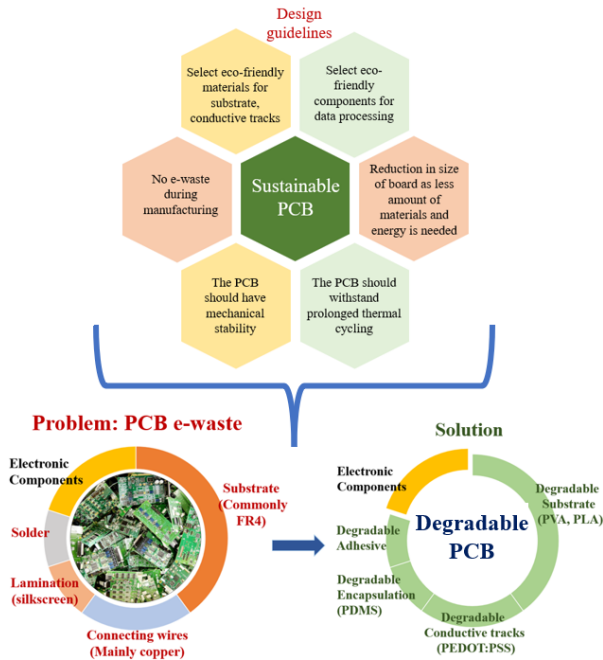 Design
guidelines
Select eco-friendly
materials for
substrate,
conductive tracks
Select eco-
friendly
components for
data processing
No e-waste
during
manufacturing
Sustainable
PCB
Reduction in size
of board as less
amount of
materials and
energy is needed
The PCB
should have
mechanical
stability
The PCB should
withstand
prolonged thermal
cycling
Problem: PCB e-waste
Electronic
Components
Substrate
(Commonly
FR4)
Solder
Lamination
(silkscreen)
Connecting wires
(Mainly copper)
Solution
Electronic
Components
Degradable
Substrate
(PVA, PLA)
Degradable
PCB
Degradable
Adhesive
Degradable
Encapsulation
(PDMS)
Degradable
Conductive tracks
(PEDOT:PSS)